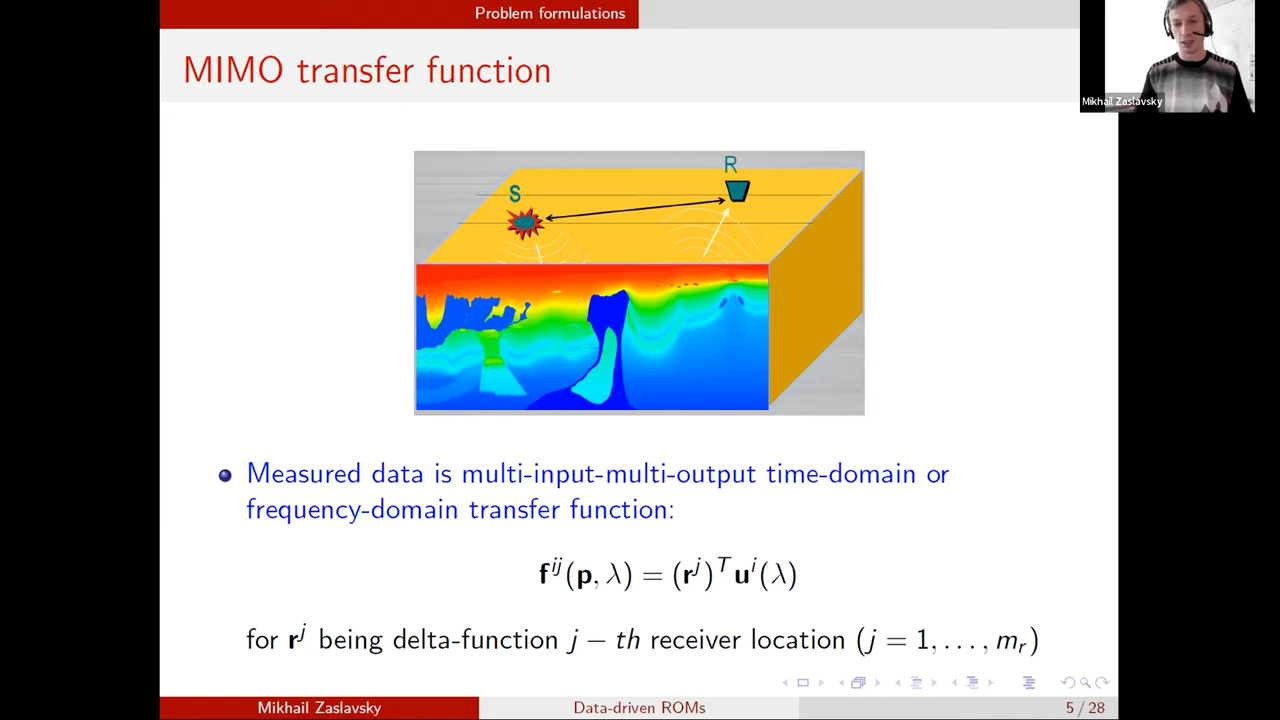 Problem formulations
MIMO transfer function
Mikhail Zaslavsky
S
R
Measured data is multi-input-multi-output time-domain or
frequency-domain transfer function:
f^{ij}(p, λ) = (r^j)^T u^i(λ)
for r^j being delta-function j − th receiver location (j = 1, . . . , m_r)
Mikhail Zaslavsky
Data-driven ROMs
5 / 28